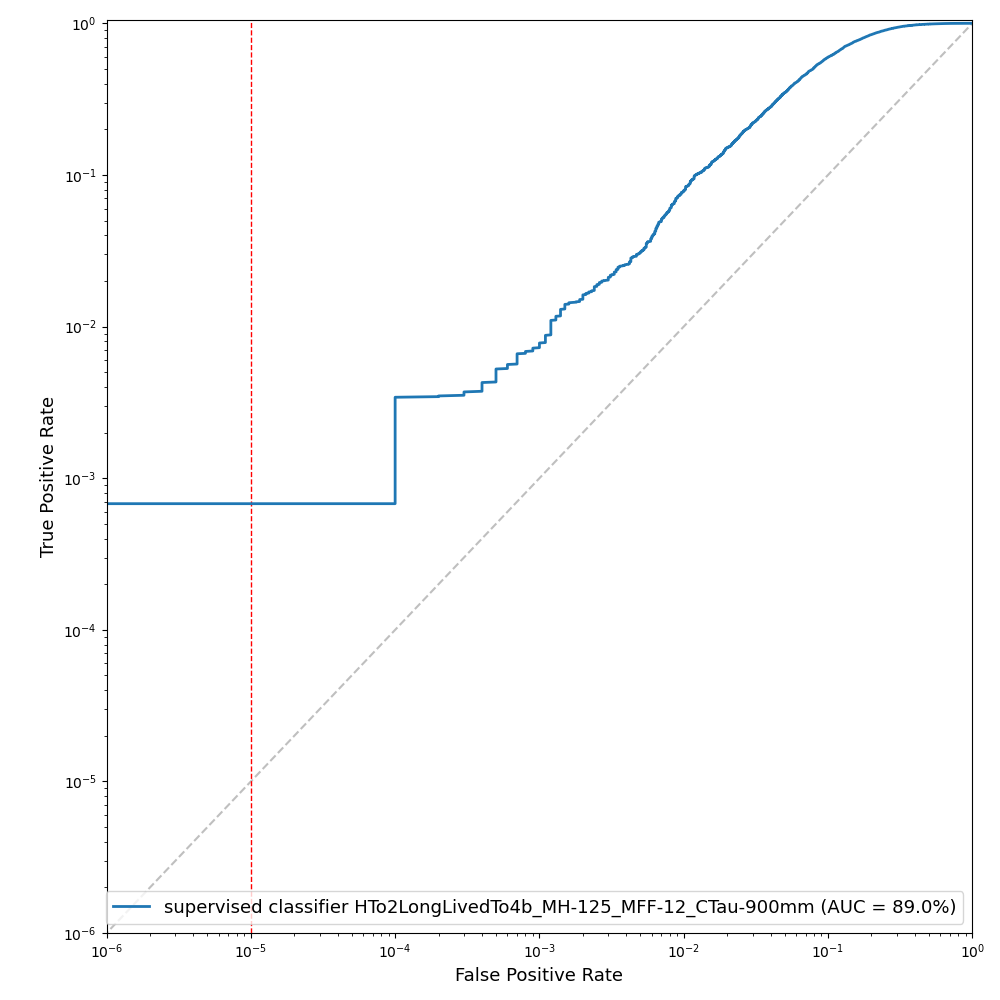 10⁰
10⁻¹
10⁻²
10⁻³
10⁻⁴
10⁻⁵
10⁻⁶
True Positive Rate
supervised classifier HTo2LongLivedTo4b_MH-125_MFF-12_CTau-900mm (AUC = 89.0%)
10⁻⁶ 10⁻⁵ 10⁻⁴ 10⁻³ 10⁻² 10⁻¹ 10⁰
False Positive Rate